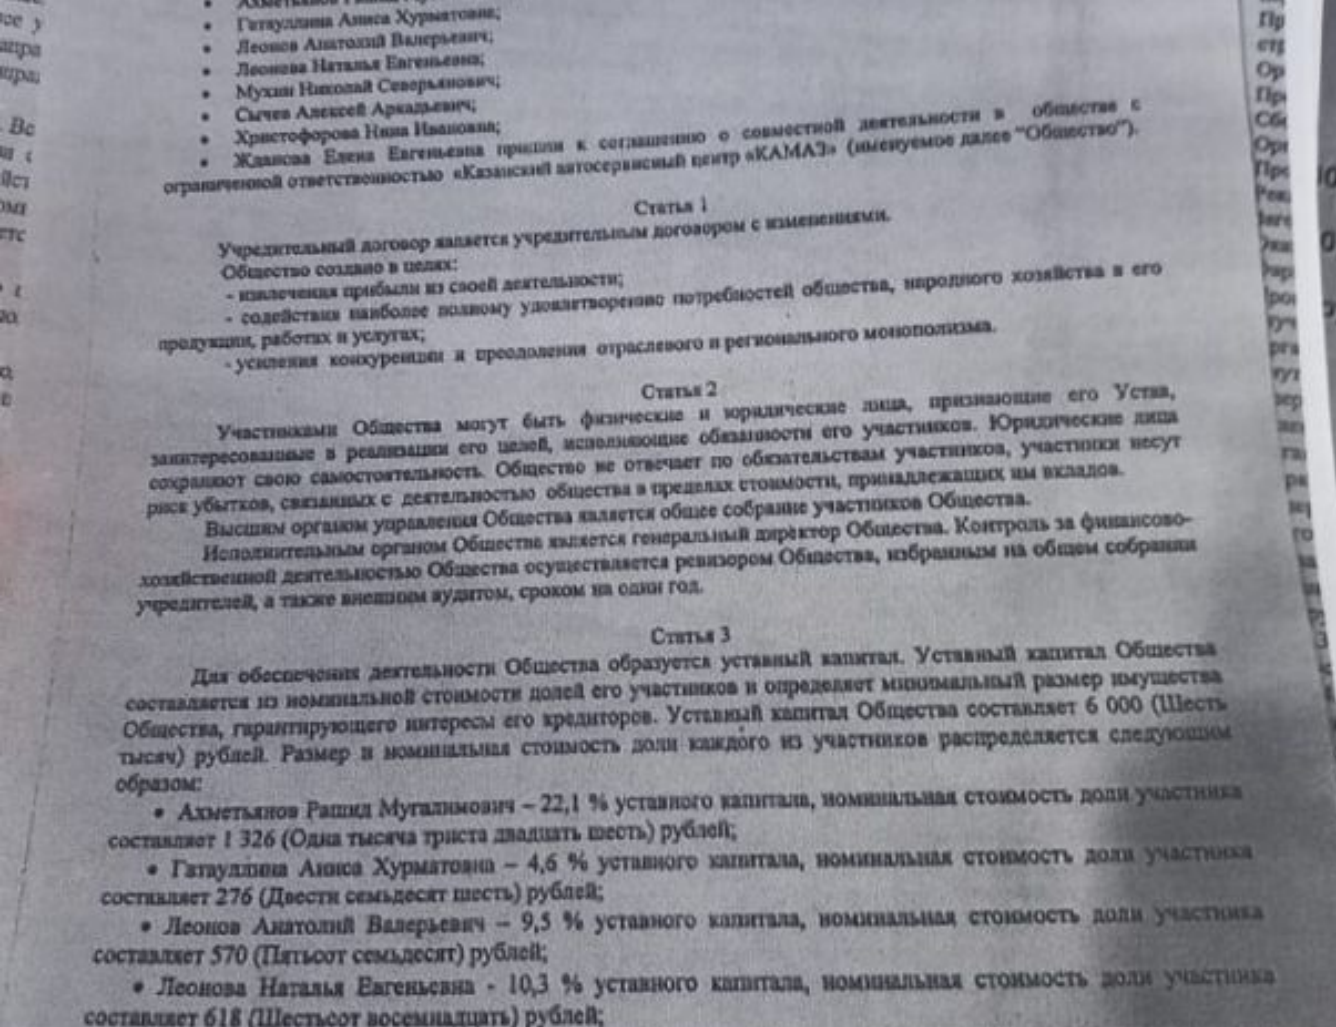 • Гатауллина Аниса Хурматовна;
• Леонов Анатолий Валерьевич;
• Леонова Наталья Евгеньевна;
• Мухин Николай Северьянович;
• Сычев Алексей Аркадьевич;
• Христофорова Нина Ивановна;
• Жданова Елена Евгеньевна пришли к соглашению о совместной деятельности в обществе с
ограниченной ответственностью «Казанский автосервисный центр «КАМАЗ» (именуемое далее "Общество").
Статья 1
Учредительный договор является учредительным договором с изменениями.
Общество создано в целях:
- извлечения прибыли из своей деятельности;
- содействия наиболее полному удовлетворению потребностей общества, народного хозяйства в его
продукции, работах и услугах;
- усиления конкуренции и преодоления отраслевого и регионального монополизма.
Статья 2
Участниками Общества могут быть физические и юридические лица, признающие его Устав,
заинтересованные в реализации его целей, исполняющие обязанности его участников. Юридические лица
сохраняют свою самостоятельность. Общество не отвечает по обязательствам участников, участники несут
риск убытков, связанных с деятельностью общества в пределах стоимости, принадлежащих им вкладов.
Высшим органом управления Общества является общее собрание участников Общества.
Исполнительным органом Общества является генеральный директор Общества. Контроль за финансово-
хозяйственной деятельностью Общества осуществляется ревизором Общества, избранным на общем собрании
учредителей, а также внешним аудитом, сроком на один год.
Статья 3
Для обеспечения деятельности Общества образуется уставный капитал. Уставный капитал Общества
составляется из номинальной стоимости долей его участников и определяет минимальный размер имущества
Общества, гарантирующего интересы его кредиторов. Уставный капитал Общества составляет 6 000 (Шесть
тысяч) рублей. Размер и номинальная стоимость доли каждого из участников распределяется следующим
образом:
• Ахметьянов Рашид Мугалимович – 22,1 % уставного капитала, номинальная стоимость доли участника
составляет 1 326 (Одна тысяча триста двадцать шесть) рублей;
• Гатауллина Аниса Хурматовна – 4,6 % уставного капитала, номинальная стоимость доли участника
составляет 276 (Двести семьдесят шесть) рублей;
• Леонов Анатолий Валерьевич – 9,5 % уставного капитала, номинальная стоимость доли участника
составляет 570 (Пятьсот семьдесят) рублей;
• Леонова Наталья Евгеньевна - 10,3 % уставного капитала, номинальная стоимость доли участника
составляет 618 (Шестьсот восемнадцать) рублей;